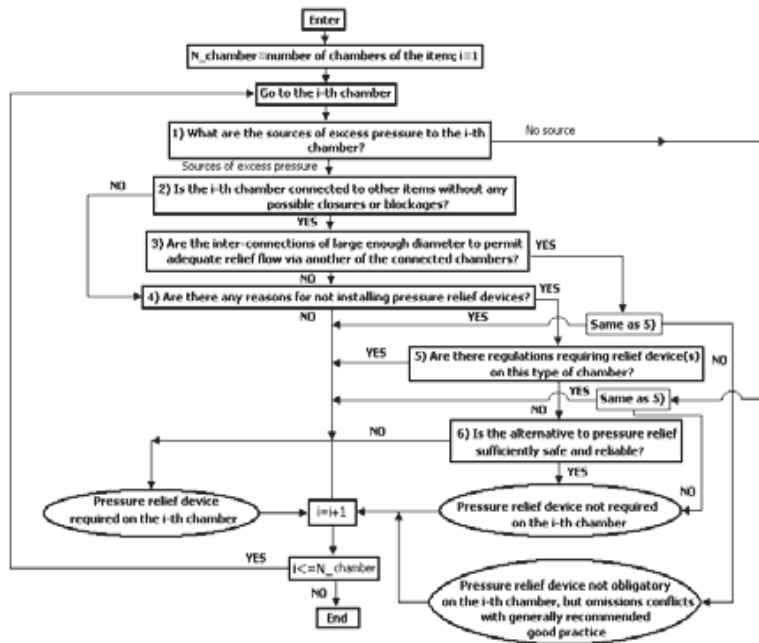 Enter
N_chamber=number of chambers of the item; i=1
Go to the i-th chamber
1) What are the sources of excess pressure to the i-th
chamber?
No source
Sources of excess pressure
NO
2) Is the i-th chamber connected to other items without any
possible closures or blockages?
YES
3) Are the inter-connections of large enough diameter to permit
adequate relief flow via another of the connected chambers?
YES
NO
4) Are there any reasons for not installing pressure relief devices?
YES
NO
YES
Same as 5)
YES
5) Are there regulations requiring relief device(s)
on this type of chamber?
NO
YES
Same as 5)
NO
NO
6) Is the alternative to pressure relief
sufficiently safe and reliable?
YES
NO
Pressure relief device
required on the i-th chamber
i=i+1
Pressure relief device not required
on the i-th chamber
YES
i<=N_chamber
NO
End
Pressure relief device not obligatory
on the i-th chamber, but omissions conflicts
with generally recommended
good practice